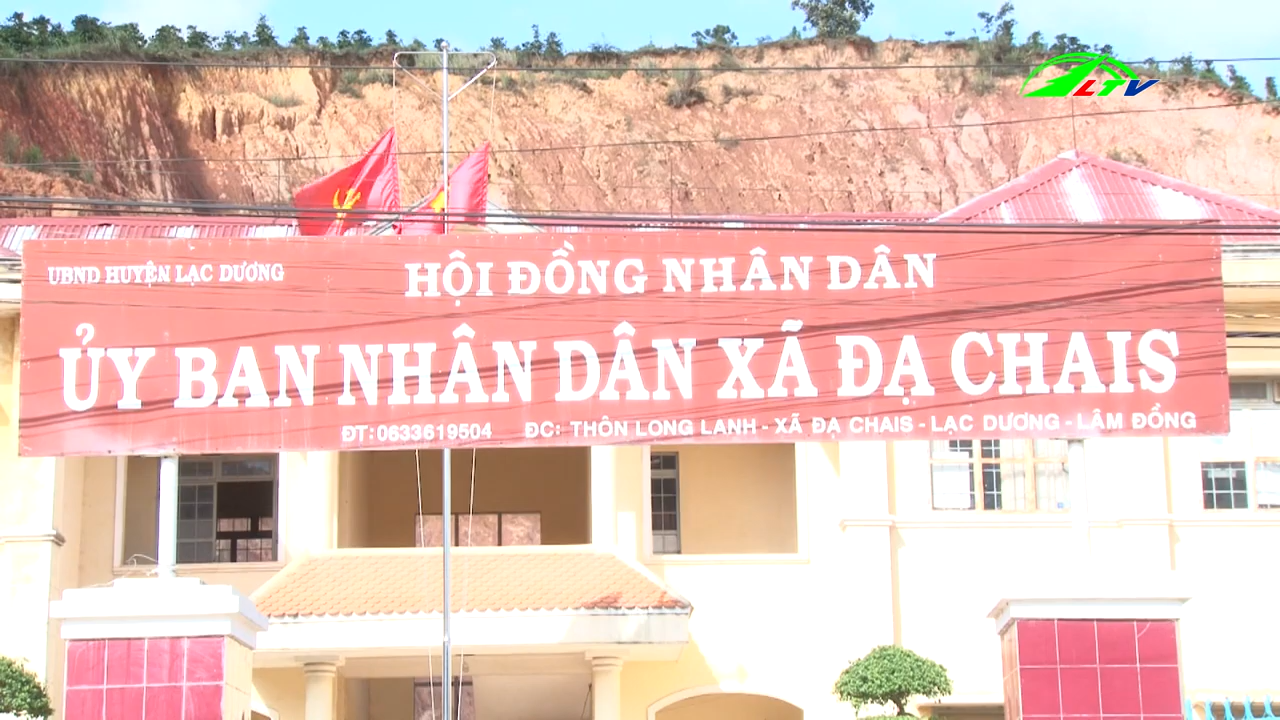 LTV
UBND HUYỆN LẠC DƯƠNG
HỘI ĐỒNG NHÂN DÂN
ỦY BAN NHÂN DÂN XÃ ĐẠ CHAIS
ĐT:0633619504 ĐC: THÔN LONG LANH - XÃ ĐẠ CHAIS - LẠC DƯƠNG - LÂM ĐỒNG